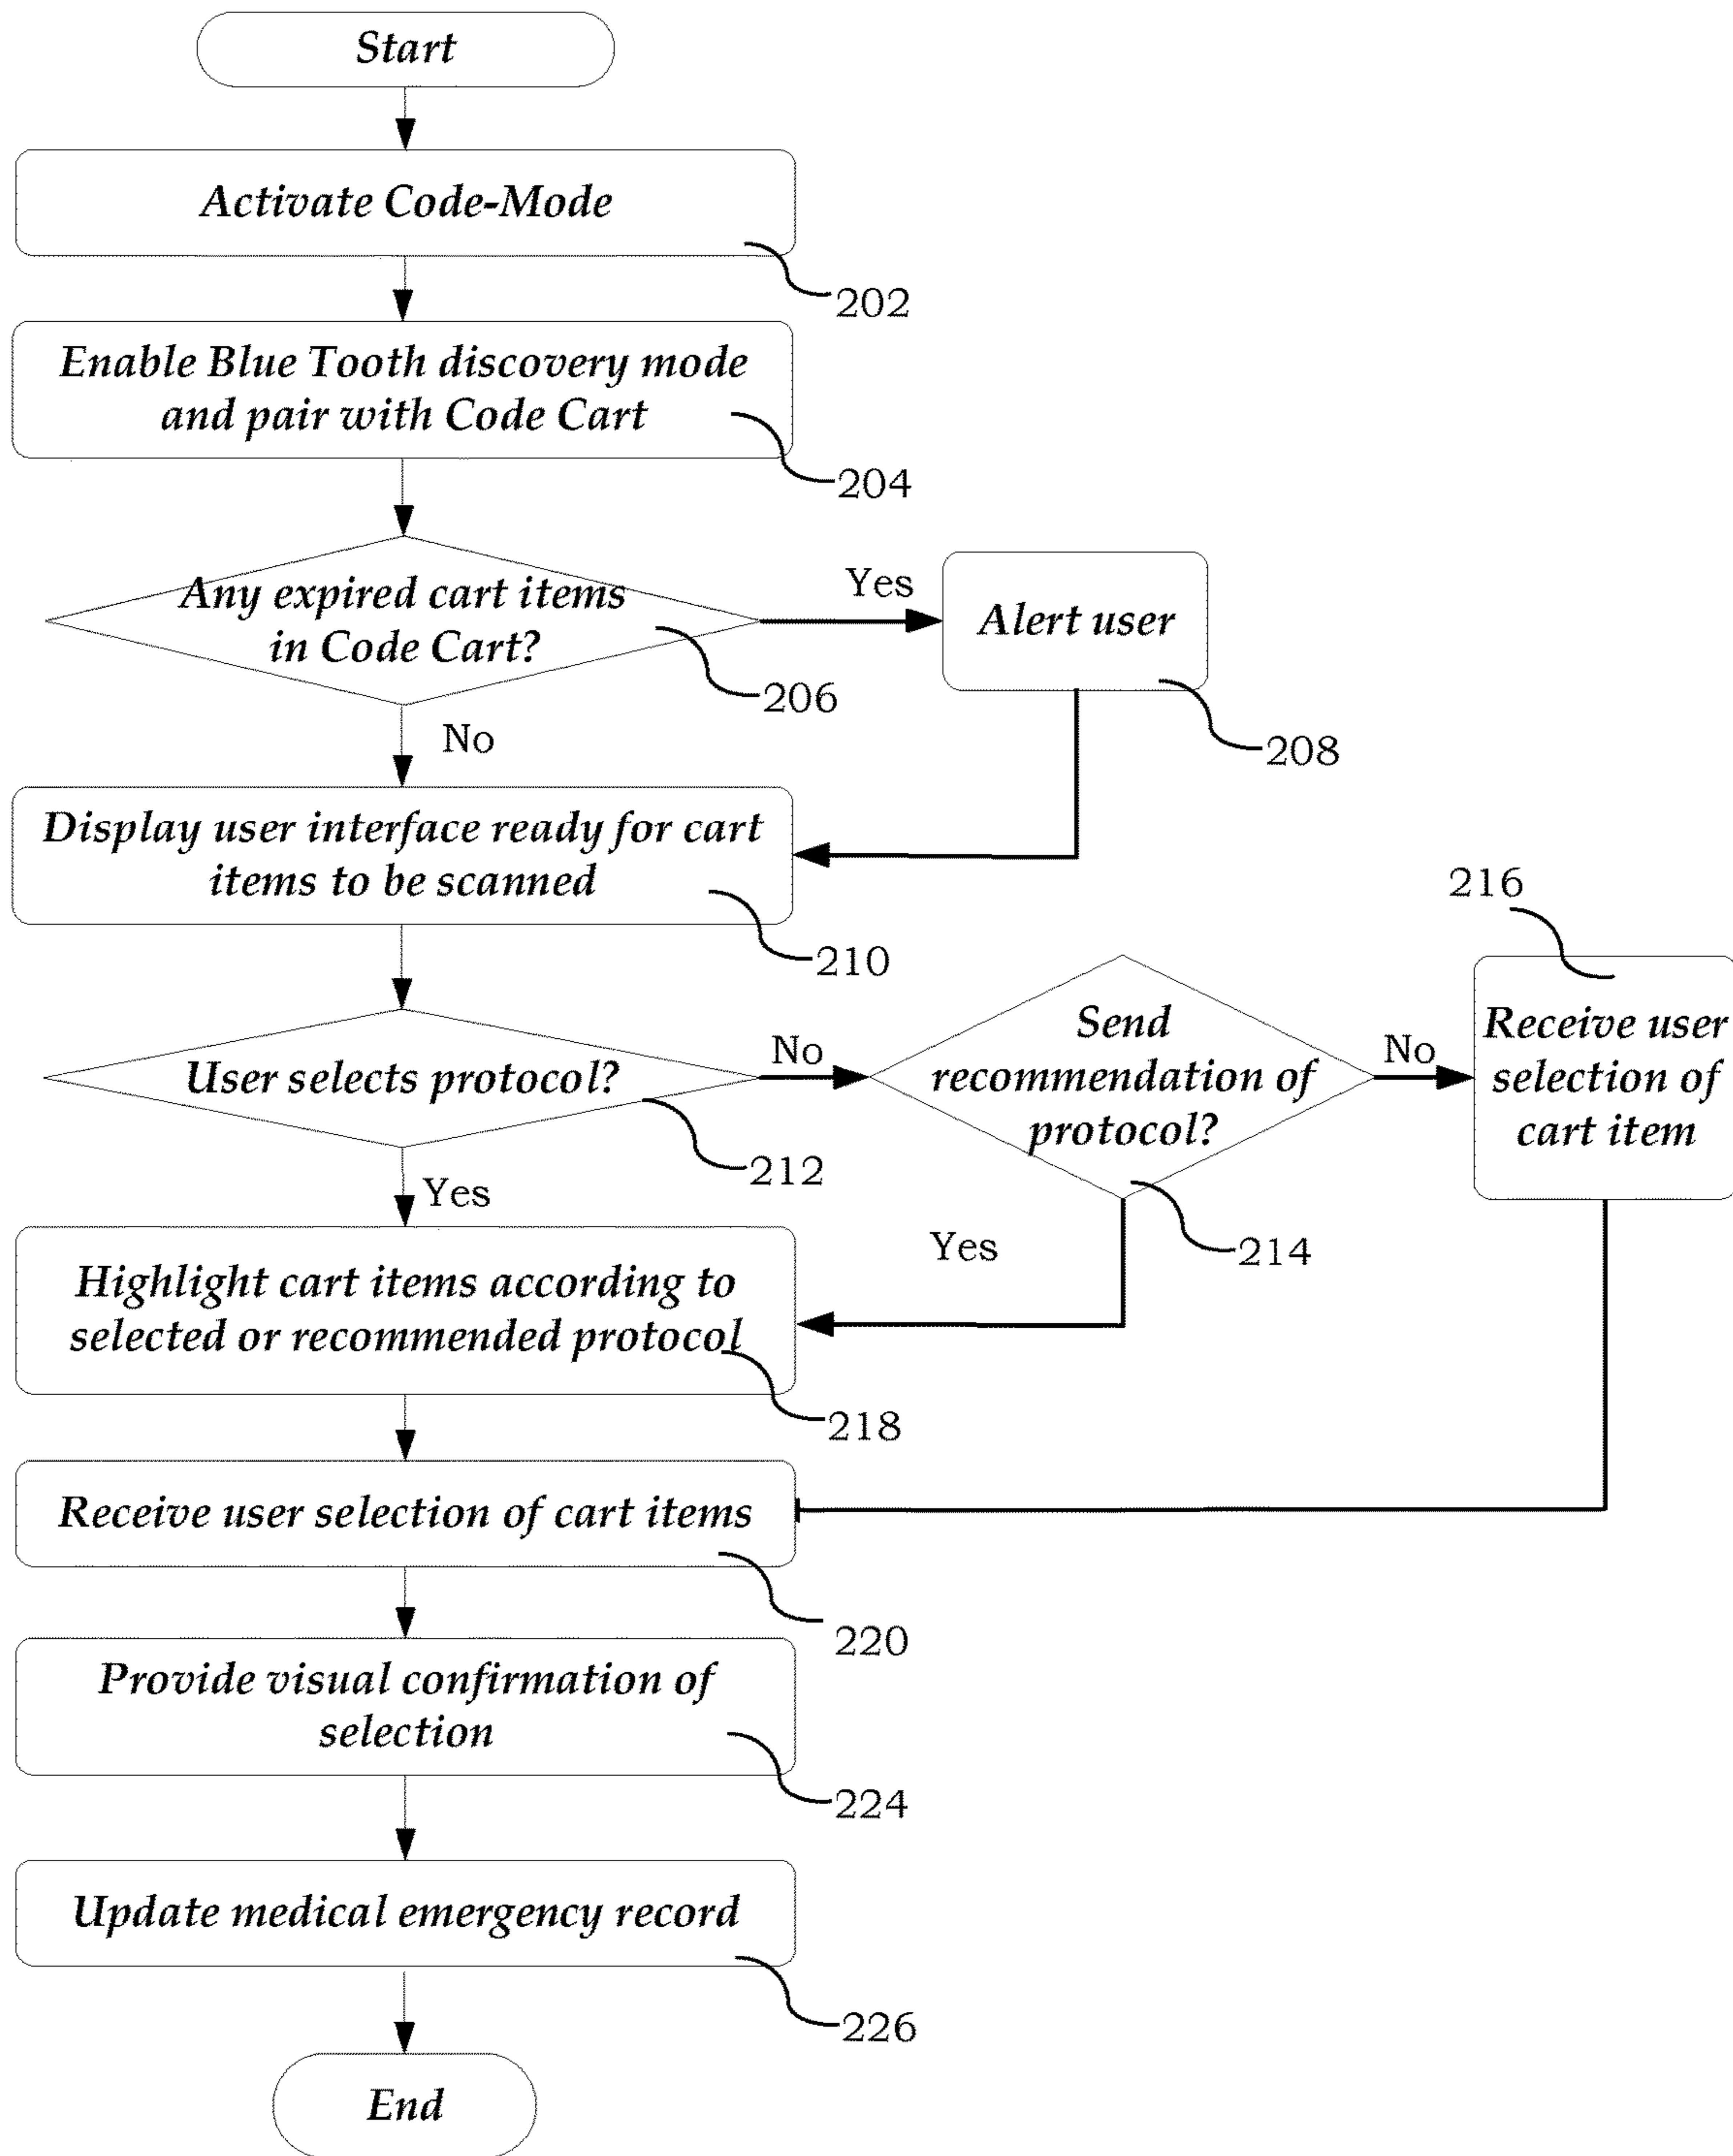 Start
Activate Code-Mode
202
Enable Blue Tooth discovery mode
and pair with Code Cart
204
Any expired cart items
in Code Cart?
206
Yes
Alert user
208
No
Display user interface ready for cart
items to be scanned
210
User selects protocol?
212
No
Send
recommendation of
protocol?
214
No
216
Receive user
selection of
cart item
Yes
Yes
Highlight cart items according to
selected or recommended protocol
218
Receive user selection of cart items
220
Provide visual confirmation of
selection
224
Update medical emergency record
226
End